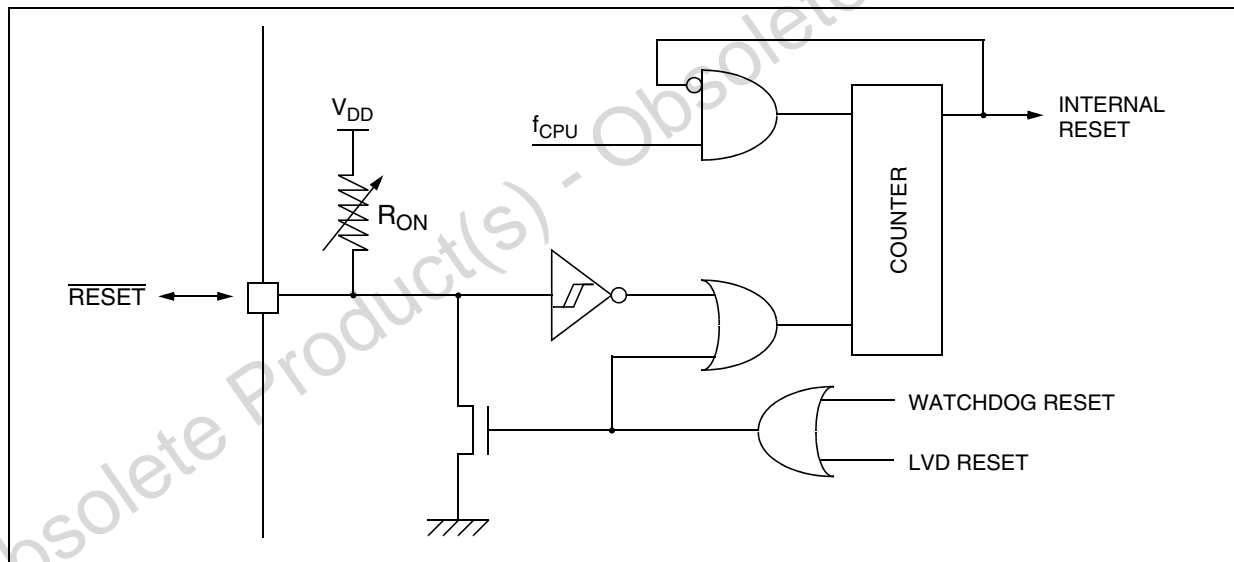 Obsolete Product(s) - Obsolete
V_DD
R_ON
f_CPU
COUNTER
INTERNAL
RESET
RESET
WATCHDOG RESET
LVD RESET